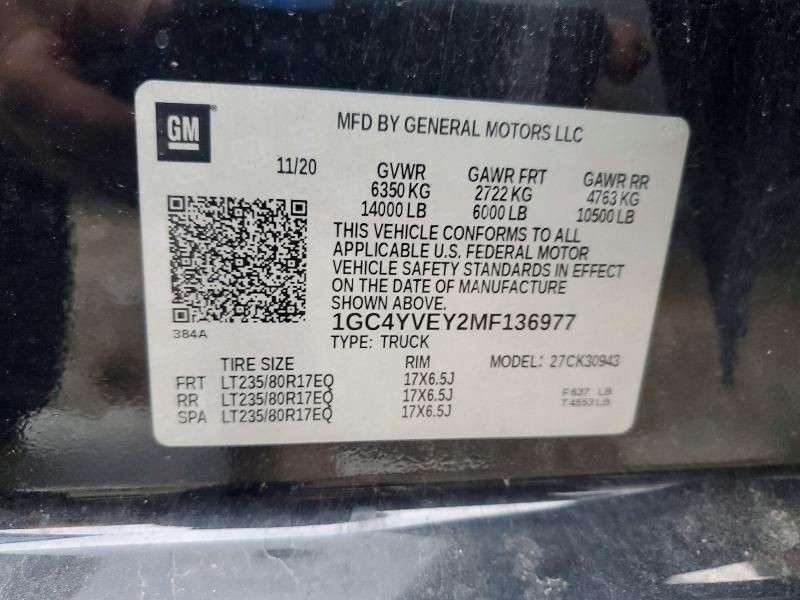 GM
MFD BY GENERAL MOTORS LLC
11/20 GVWR GAWR FRT GAWR RR
6350 KG 2722 KG 4763 KG
14000 LB 6000 LB 10500 LB
THIS VEHICLE CONFORMS TO ALL
APPLICABLE U.S. FEDERAL MOTOR
VEHICLE SAFETY STANDARDS IN EFFECT
ON THE DATE OF MANUFACTURE
SHOWN ABOVE.
384A
1GC4YVEY2MF136977
TYPE: TRUCK
TIRE SIZE RIM MODEL: 27CK30943
FRT LT235/80R17EQ 17X6.5J
RR LT235/80R17EQ 17X6.5J
SPA LT235/80R17EQ 17X6.5J
F 637 LB
T 4553 LB